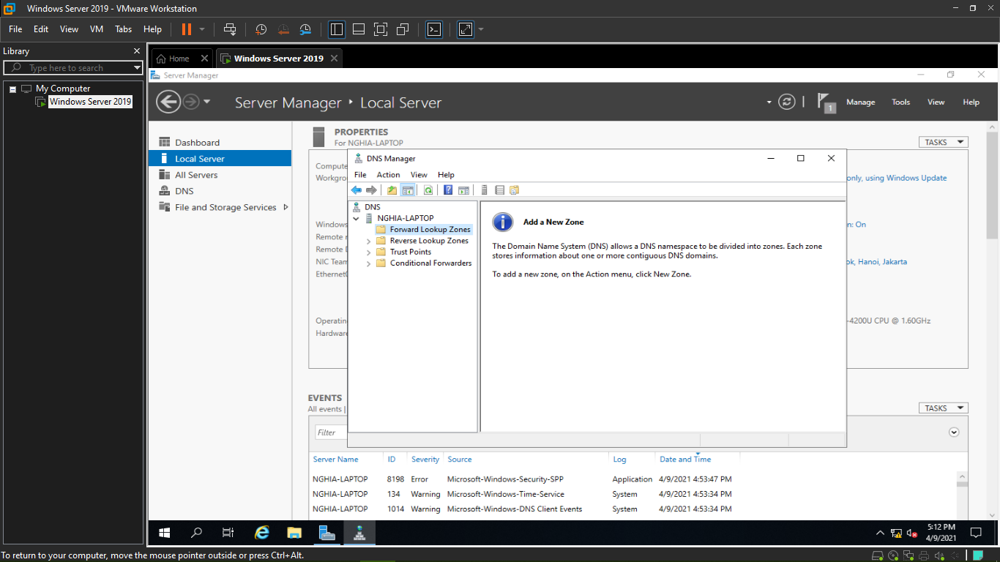 Windows Server 2019 - VMware Workstation
File Edit View VM Tabs Help
Library
Type here to search
My Computer
Windows Server 2019
Home
Windows Server 2019
Server Manager
Server Manager • Local Server
1
Manage Tools View Help
Dashboard
Local Server
All Servers
DNS
File and Storage Services
PROPERTIES
For NGHIA-LAPTOP
TASKS
Compute
Workgro
only, using Windows Update
Windows
n: On
Remote
Remote D
NIC Team
ok, Hanoi, Jakarta
Ethernet
Operatin
-4200U CPU @ 1.60GHz
Hardware
DNS Manager
File Action View Help
DNS
NGHIA-LAPTOP
Forward Lookup Zones
Reverse Lookup Zones
Trust Points
Conditional Forwarders
Add a New Zone
The Domain Name System (DNS) allows a DNS namespace to be divided into zones. Each zone
stores information about one or more contiguous DNS domains.
To add a new zone, on the Action menu, click New Zone.
EVENTS
All events |
TASKS
Filter
Server Name ID Severity Source Log Date and Time
NGHIA-LAPTOP 8198 Error Microsoft-Windows-Security-SPP Application 4/9/2021 4:53:47 PM
NGHIA-LAPTOP 134 Warning Microsoft-Windows-Time-Service System 4/9/2021 4:53:34 PM
NGHIA-LAPTOP 1014 Warning Microsoft-Windows-DNS Client Events System 4/9/2021 4:53:34 PM
5:12 PM
4/9/2021
To return to your computer, move the mouse pointer outside or press Ctrl+Alt.